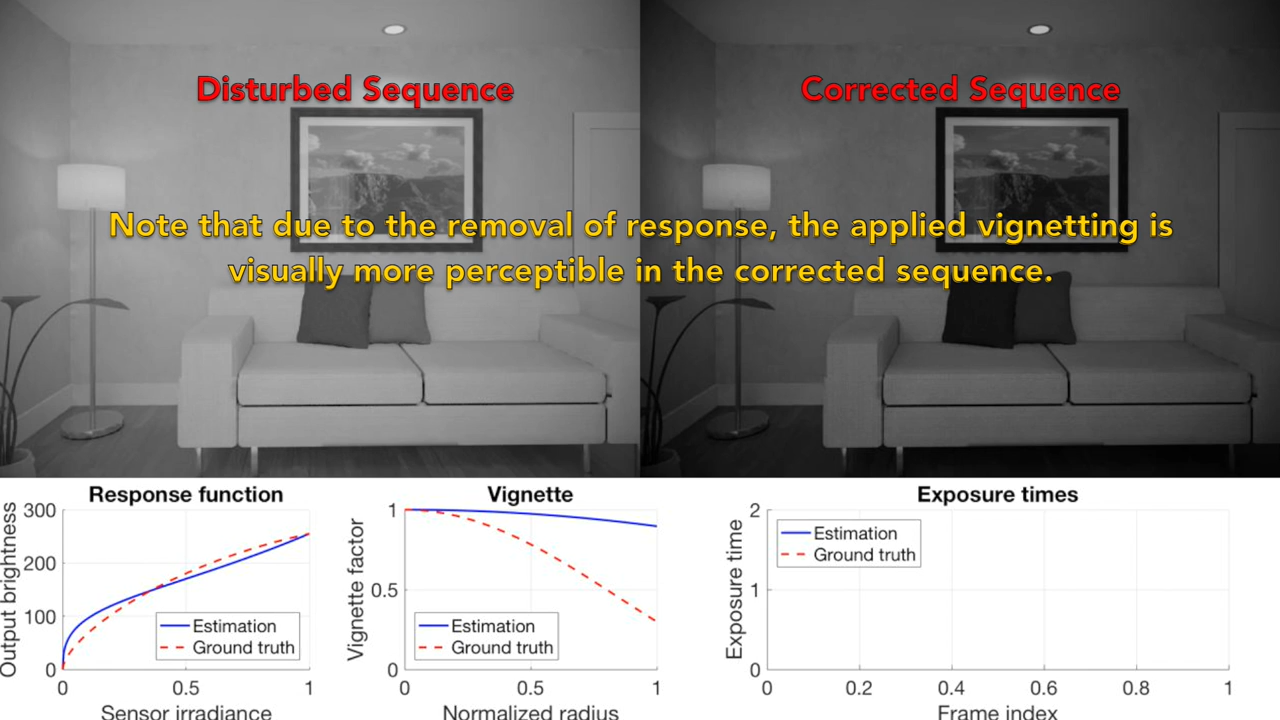 Disturbed Sequence
Corrected Sequence
Note that due to the removal of response, the applied vignetting is
visually more perceptible in the corrected sequence.
Response function
Output brightness
300
200
100
0
Estimation
Ground truth
0
0.5
1
Sensor irradiance
Vignette
Vignette factor
1
0.5
0
Estimation
Ground truth
0
0.5
1
Normalized radius
Exposure times
Exposure time
2
1
0
Estimation
Ground truth
0
0.2
0.4
0.6
0.8
1
Frame index